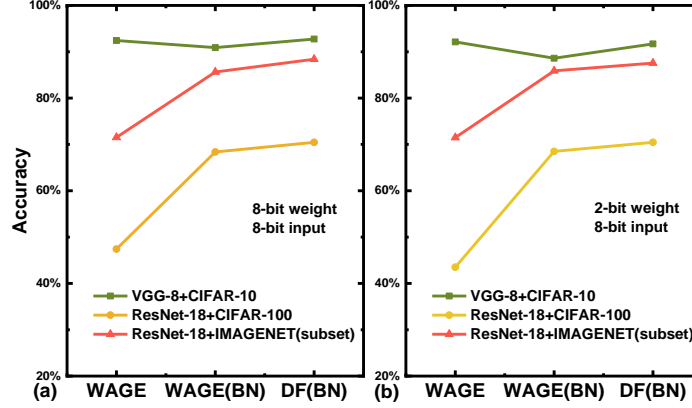 Accuracy
100%
80%
60%
40%
20%
8-bit weight
8-bit input
VGG-8+CIFAR-10
ResNet-18+CIFAR-100
ResNet-18+IMAGENET(subset)
(a)
WAGE WAGE(BN) DF(BN)
100%
80%
60%
40%
20%
2-bit weight
8-bit input
VGG-8+CIFAR-10
ResNet-18+CIFAR-100
ResNet-18+IMAGENET(subset)
(b)
WAGE WAGE(BN) DF(BN)